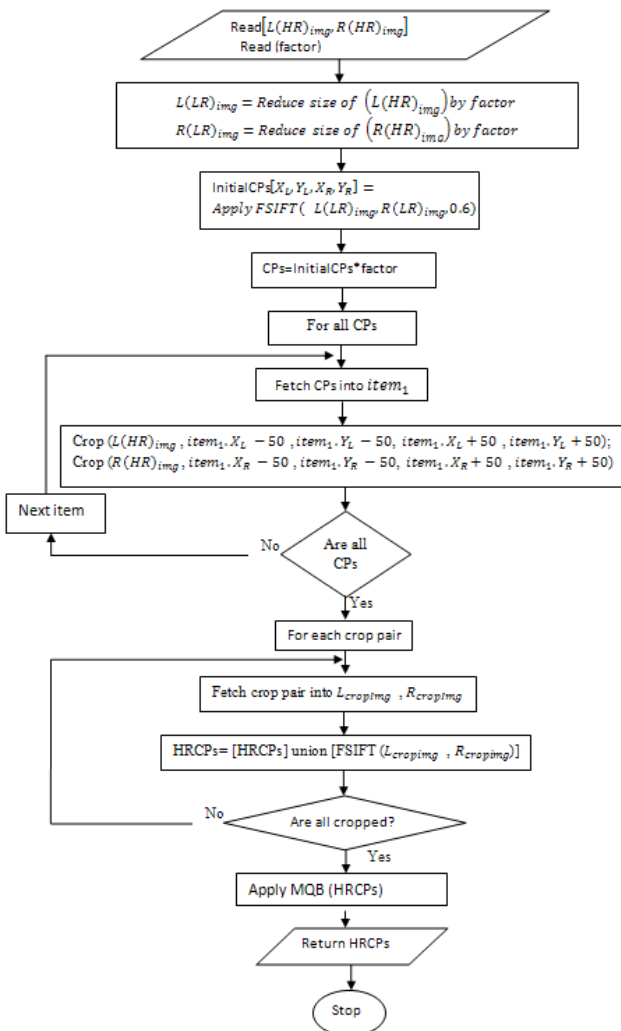 Read[L(HR)img, R(HR)img]
Read (factor)
L(LR)img = Reduce size of (L(HR)img) by factor
R(LR)img = Reduce size of (R(HR)ima) by factor
InitialCPs[XL, YL, XR, YR] =
Apply FSIFT( L(LR)img, R(LR)img, 0.6)
CPs=InitialCPs*factor
For all CPs
Fetch CPs into item1
Crop (L(HR)img , item1.XL − 50 , item1.YL − 50, item1.XL + 50 , item1.YL + 50);
Crop (R(HR)img, item1.XR − 50 , item1.YR − 50, item1.XR + 50 , item1.YR + 50)
Next item
No
Are all
CPs
Yes
For each crop pair
Fetch crop pair into Lcropimg , Rcropimg
HRCPs= [HRCPs] union [FSIFT (Lcropimg , Rcropimg)]
No
Are all cropped?
Yes
Apply MQB (HRCPs)
Return HRCPs
Stop